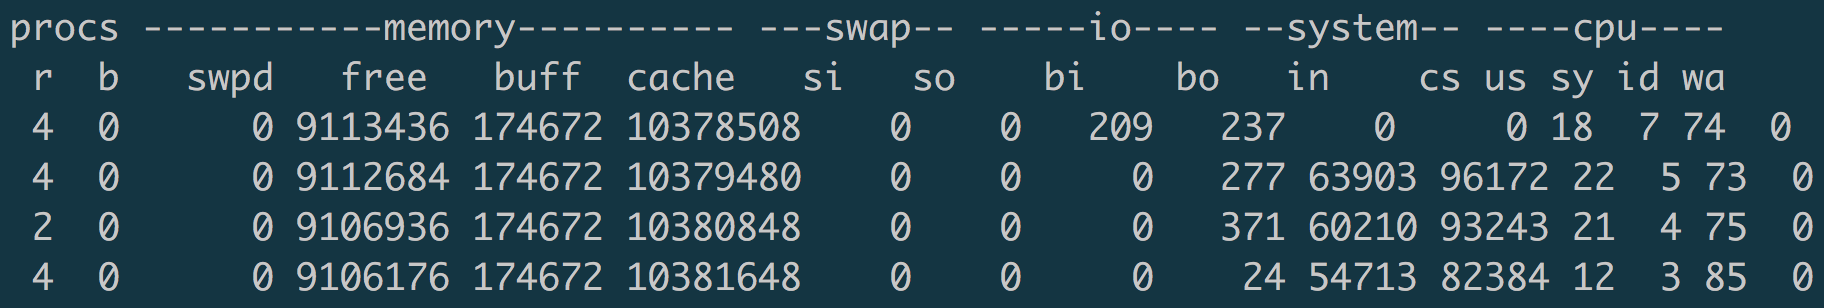 procs -----------memory---------- ---swap-- -----io---- --system-- ----cpu----
 r  b   swpd   free   buff  cache   si   so    bi    bo   in    cs us sy id wa
 4  0      0 9113436 174672 10378508    0    0   209   237    0     0 18  7 74  0
 4  0      0 9112684 174672 10379480    0    0     0   277 63903 96172 22  5 73  0
 2  0      0 9106936 174672 10380848    0    0     0   371 60210 93243 21  4 75  0
 4  0      0 9106176 174672 10381648    0    0     0    24 54713 82384 12  3 85  0